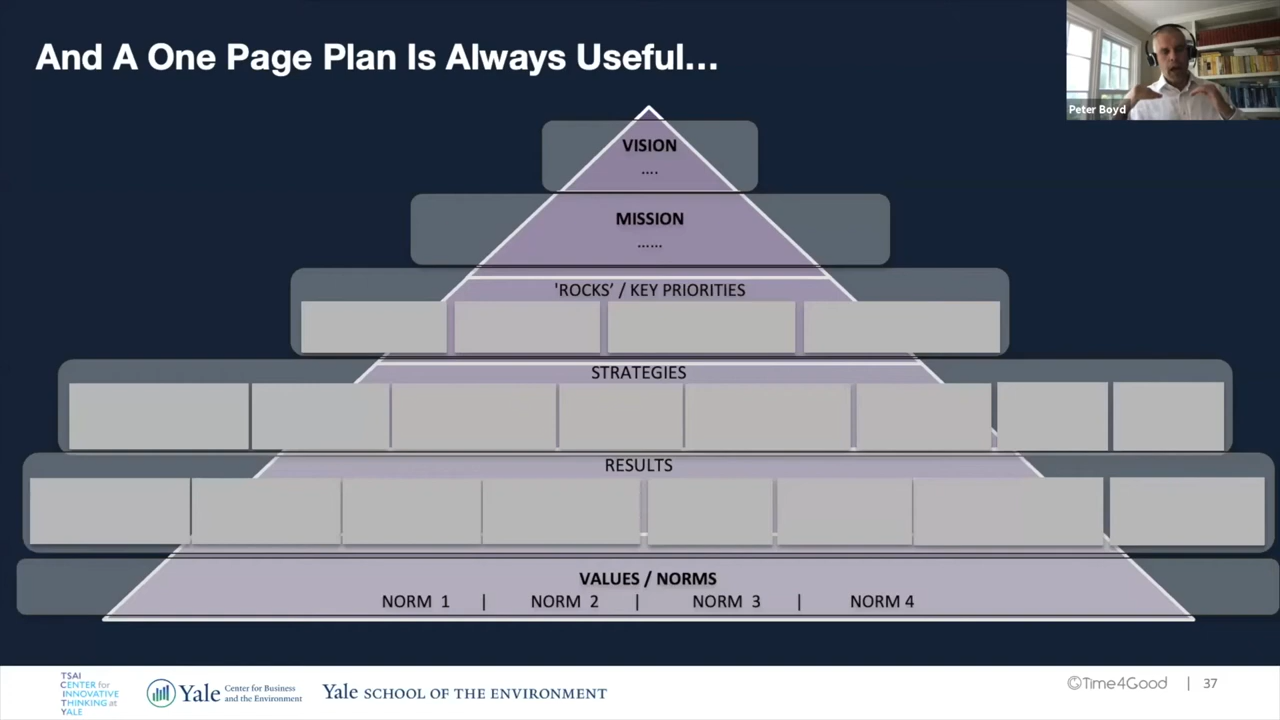 And A One Page Plan Is Always Useful...
Peter Boyd
VISION
....
MISSION
......
'ROCKS’ / KEY PRIORITIES
STRATEGIES
RESULTS
VALUES / NORMS
NORM 1 | NORM 2 | NORM 3 | NORM 4
TSAI
CENTER for
INNOVATIVE
THINKING at
YALE
Yale Center for Business
and the Environment
Yale SCHOOL OF THE ENVIRONMENT
©Time4Good | 37